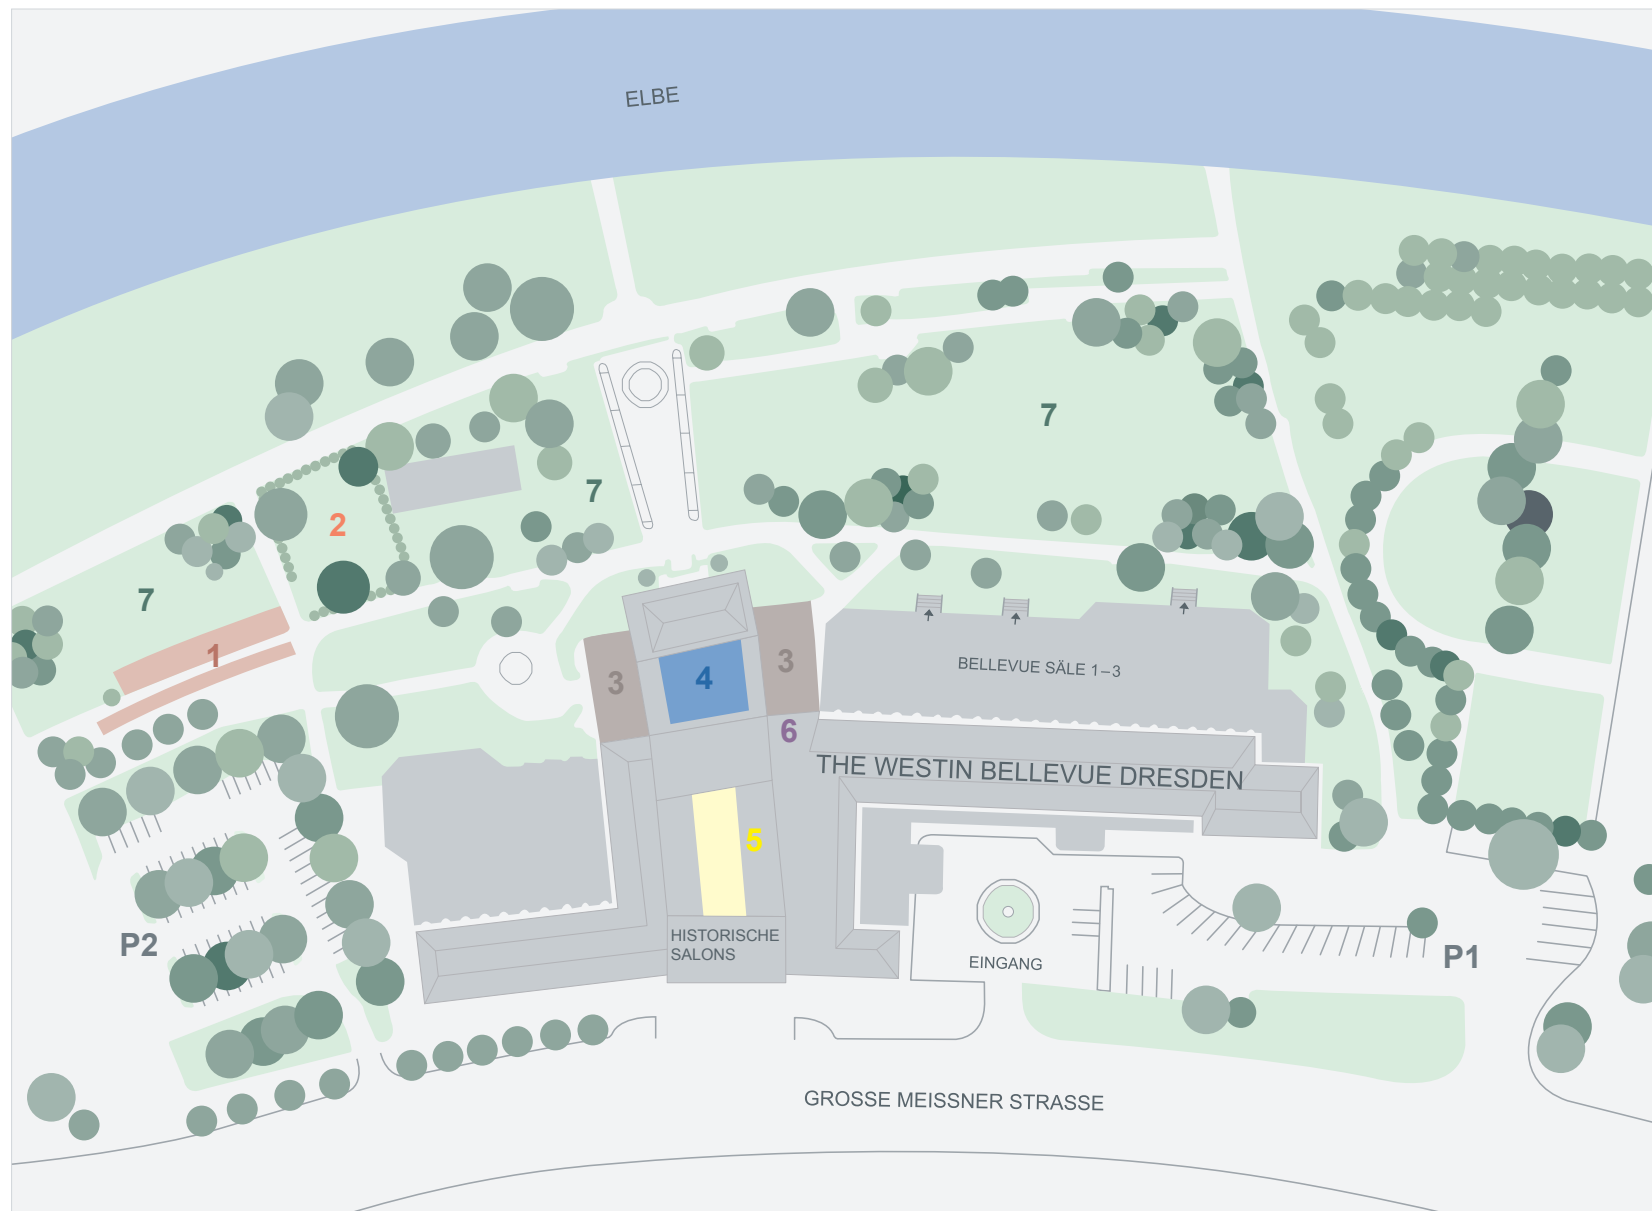 ELBE
7
7
2
7
1
3
3
4
BELLEVUE SÄLE 1–3
6
THE WESTIN BELLEVUE DRESDEN
5
HISTORISCHE
SALONS
EINGANG
P2
P1
GROSSE MEISSNER STRASSE